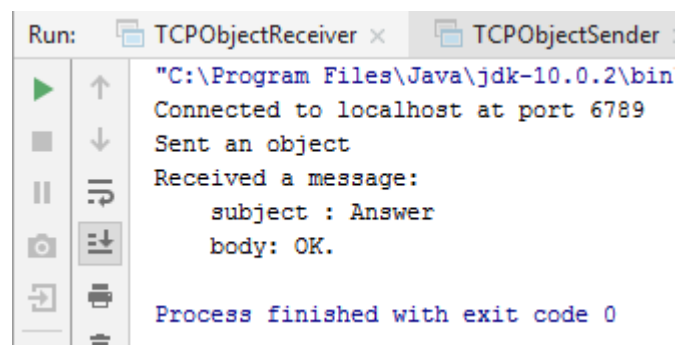 Run: TCPObjectReceiver × TCPObjectSender
"C:\Program Files\Java\jdk-10.0.2\bin
Connected to localhost at port 6789
Sent an object
Received a message:
subject : Answer
body: OK.
Process finished with exit code 0